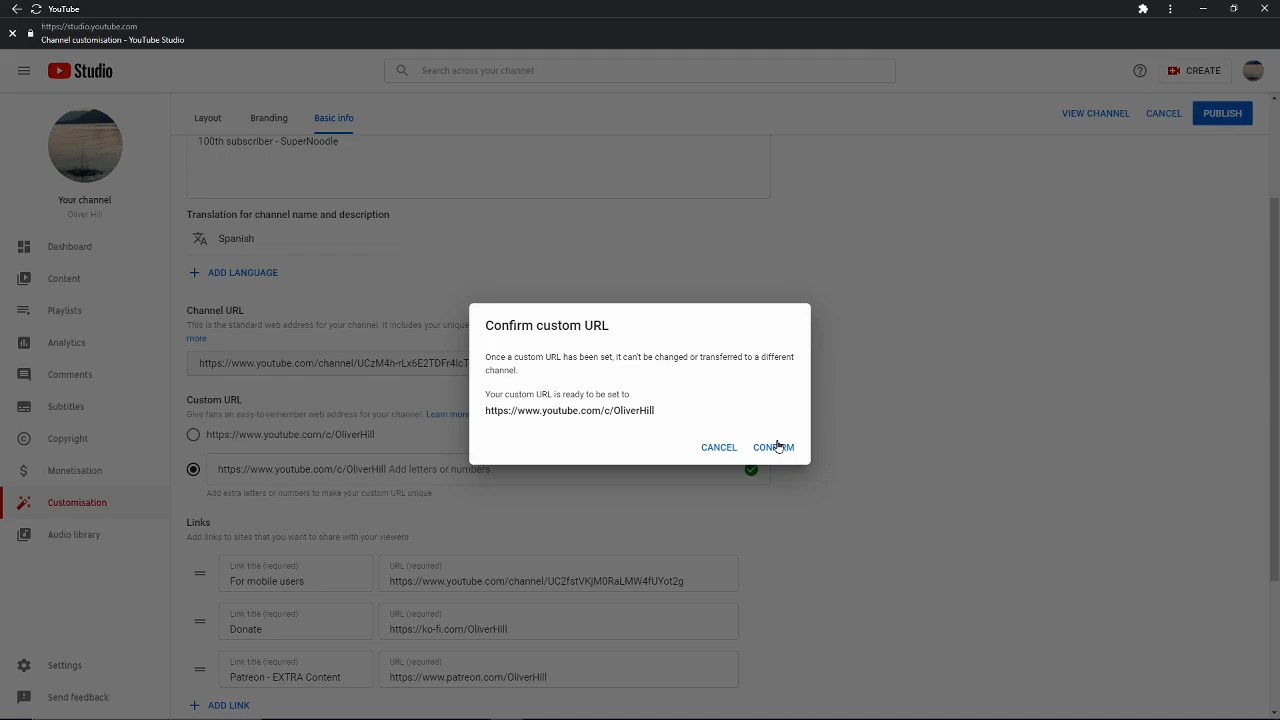 YouTube
https://studio.youtube.com
Channel customisation - YouTube Studio
Studio
Search across your channel
CREATE
Layout
Branding
Basic info
VIEW CHANNEL
CANCEL
PUBLISH
Your channel
Oliver Hill
Dashboard
Content
Playlists
Analytics
Comments
Subtitles
Copyright
Monetisation
Customisation
Audio library
Settings
Send feedback
100th subscriber - SuperNoodle
Translation for channel name and description
Spanish
ADD LANGUAGE
Channel URL
This is the standard web address for your channel. It includes your unique
more
Custom URL
Give fans an easy-to-remember web address for your channel. Learn more
https://www.youtube.com/c/OliverHill
https://www.youtube.com/c/OliverHill Add letters or numbers
Add extra letters or numbers to make your custom URL unique
Links
Add links to sites that you want to share with your viewers
Link title (required)
For mobile users
URL (required)
https://www.youtube.com/channel/UC2fstVKjM0RaLMW4fUYot2g
Link title (required)
Donate
URL (required)
https://ko-fi.com/OliverHill
Link title (required)
Patreon - EXTRA Content
URL (required)
https://www.patreon.com/OliverHill
ADD LINK
Confirm custom URL
Once a custom URL has been set, it can't be changed or transferred to a different
channel.
Your custom URL is ready to be set to
https://www.youtube.com/c/OliverHill
CANCEL
CONFIRM